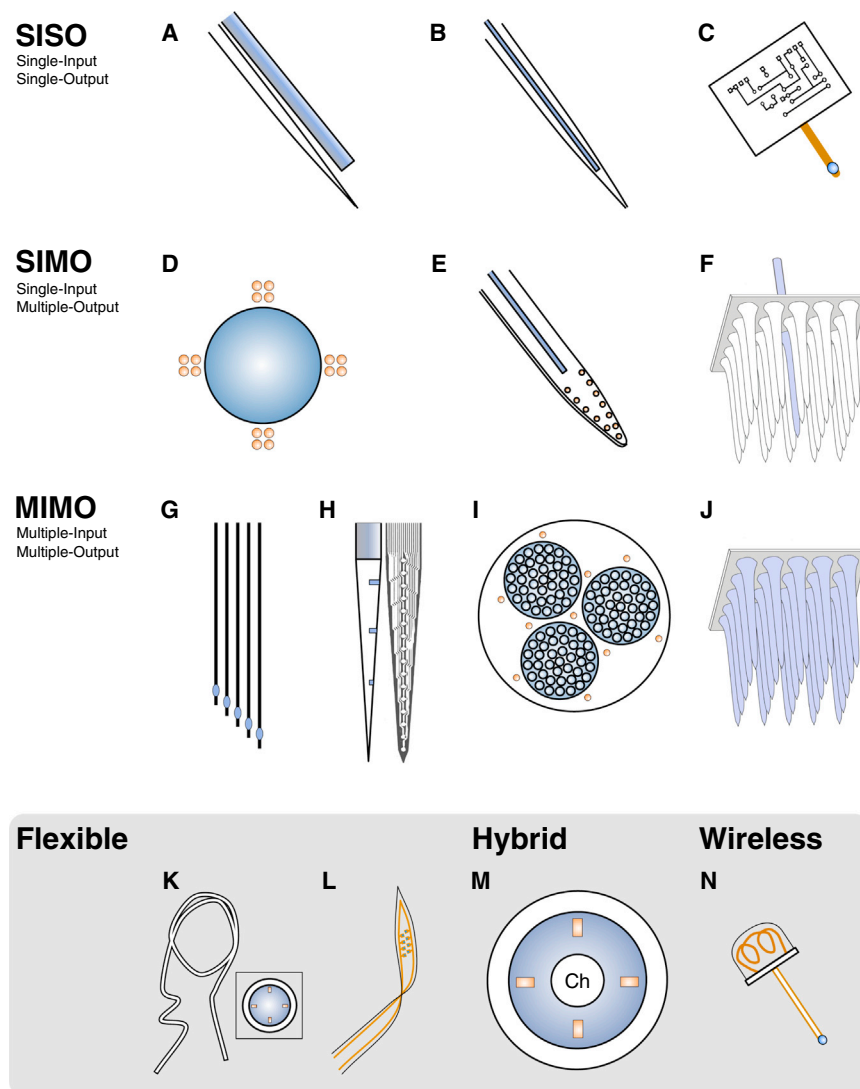 SISO
Single-Input
Single-Output
A
B
C
SIMO
Single-Input
Multiple-Output
D
E
F
MIMO
Multiple-Input
Multiple-Output
G
H
I
J
Flexible
Hybrid
Wireless
K
L
M
N
Ch